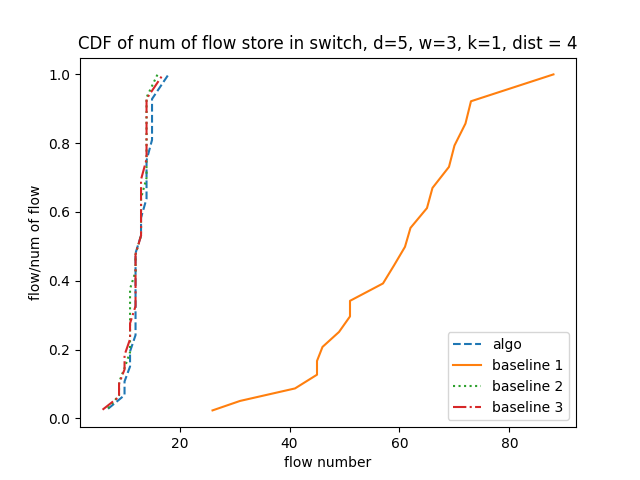 CDF of num of flow store in switch, d=5, w=3, k=1, dist = 4
1.0
0.8
0.6
0.4
0.2
0.0
flow/num of flow
20
40
60
80
flow number
algo
baseline 1
baseline 2
baseline 3